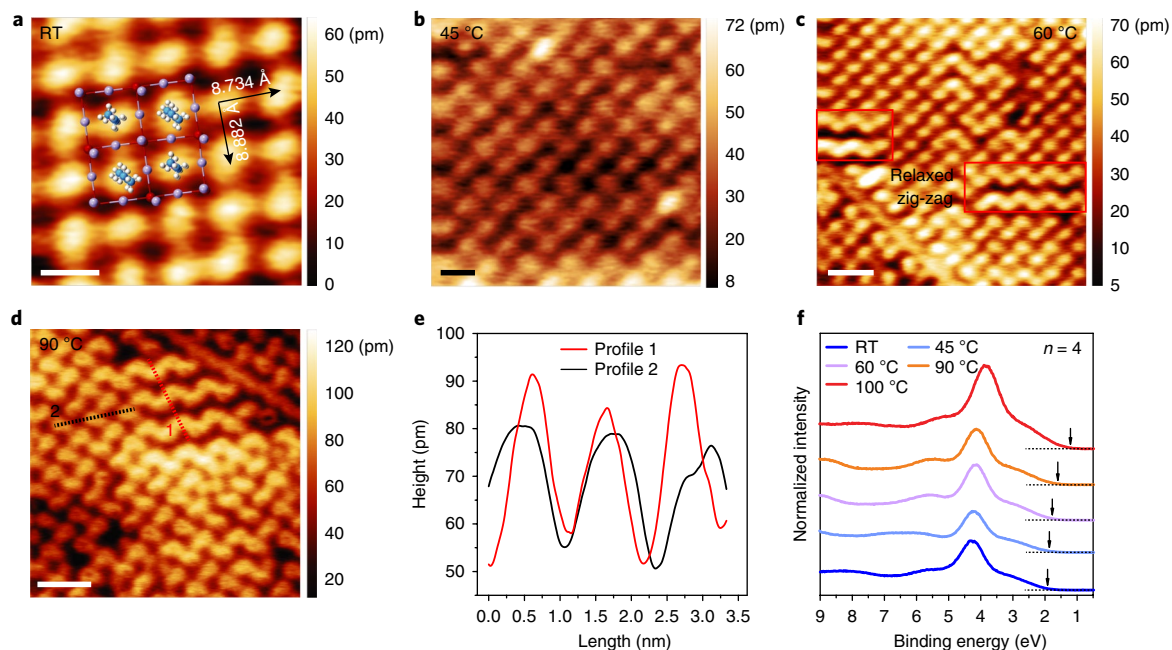 a
RT
60 (pm)
50
40
30
20
10
0
8.734 Å
8.882 Å
b
45 °C
72 (pm)
60
50
40
30
20
8
c
60 °C
70 (pm)
60
50
40
30
20
10
5
Relaxed
zig-zag
d
90 °C
120 (pm)
100
80
60
40
20
2
1
e
100
90
80
70
60
50
Height (pm)
Profile 1
Profile 2
0.0 0.5 1.0 1.5 2.0 2.5 3.0 3.5
Length (nm)
f
RT 45 °C n = 4
60 °C 90 °C
100 °C
Normalized intensity
9 8 7 6 5 4 3 2 1
Binding energy (eV)